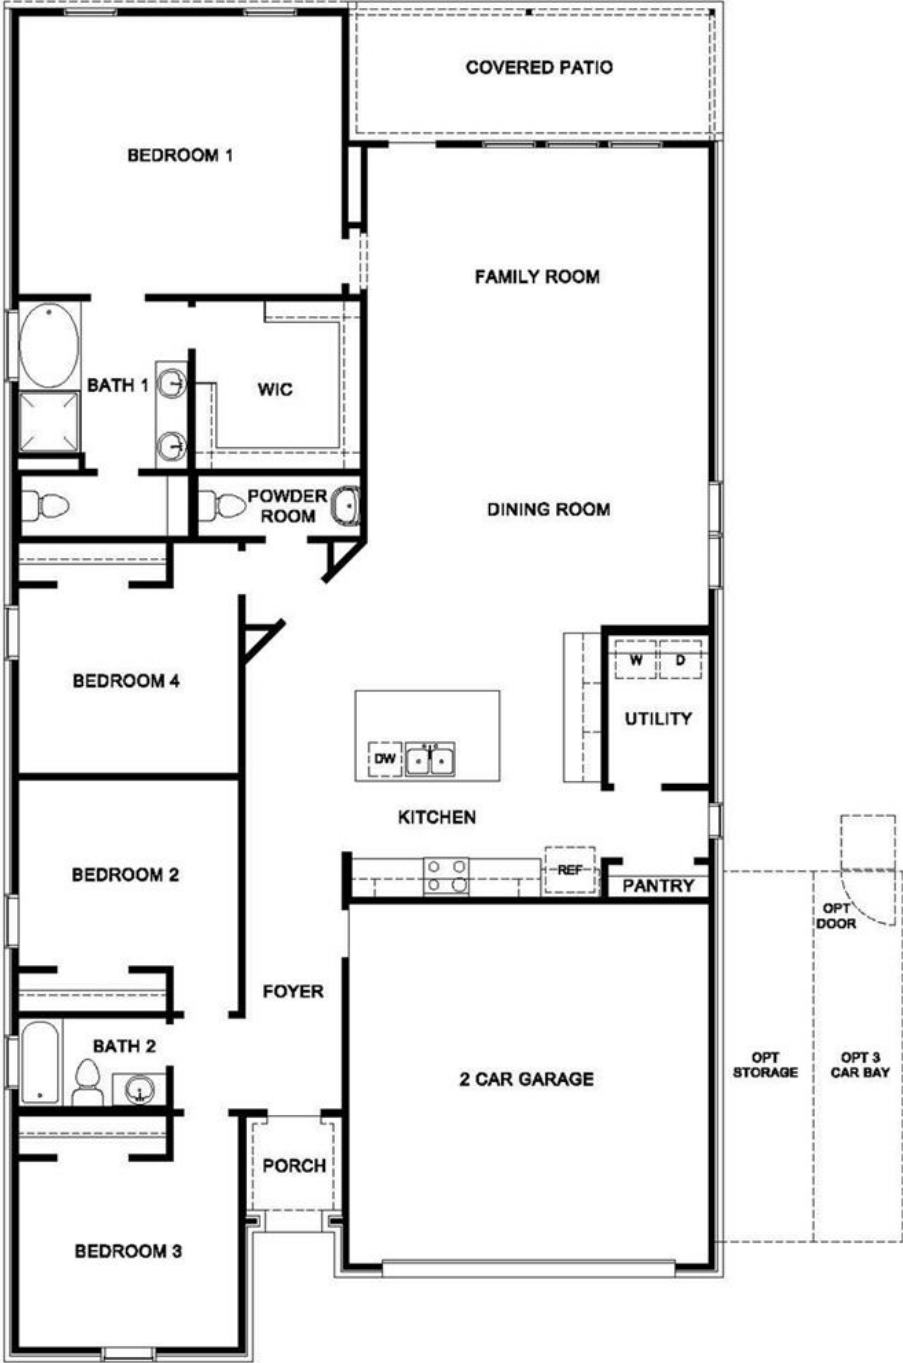 COVERED PATIO
BEDROOM 1
FAMILY ROOM
BATH 1
WIC
POWDER
ROOM
DINING ROOM
BEDROOM 4
W
D
UTILITY
DW
KITCHEN
BEDROOM 2
REF
PANTRY
OPT
DOOR
FOYER
BATH 2
2 CAR GARAGE
OPT
STORAGE
OPT 3
CAR BAY
PORCH
BEDROOM 3